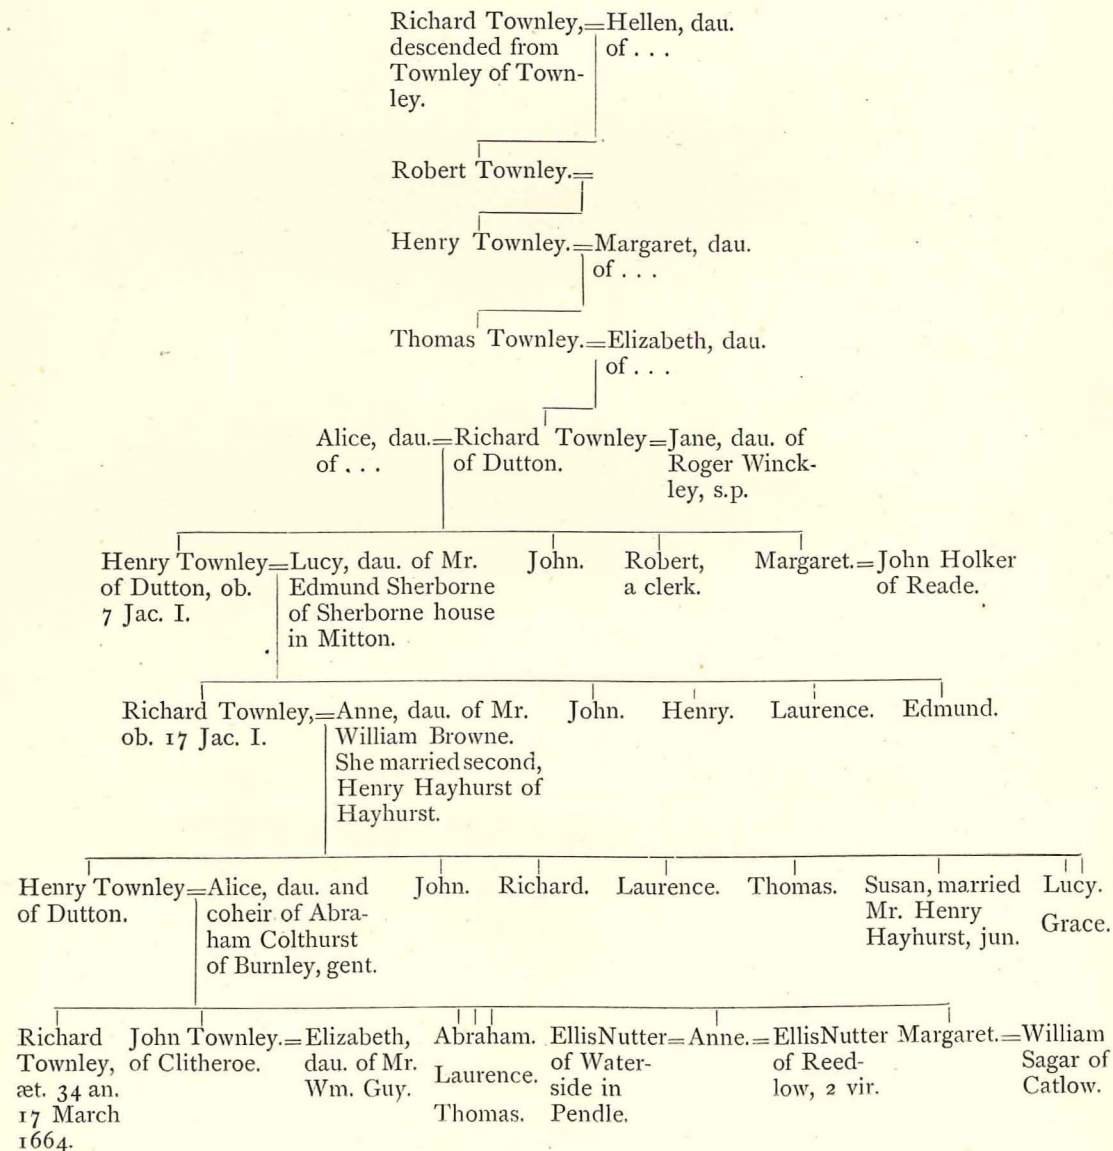 Richard Townley,=Hellen, dau.
descended from of . . .
Townley of Town-
ley.
Robert Townley.=
Henry Townley.=Margaret, dau.
of . . .
Thomas Townley.=Elizabeth, dau.
of . . .
Alice, dau.=Richard Townley=Jane, dau. of
of . . . of Dutton. Roger Winck-
ley, s.p.
Henry Townley=Lucy, dau. of Mr. John. Robert, Margaret.=John Holker
of Dutton, ob. Edmund Sherborne a clerk. of Reade.
7 Jac. I. of Sherborne house
in Mitton.
Richard Townley,=Anne, dau. of Mr. John. Henry. Laurence. Edmund.
ob. 17 Jac. I. William Browne.
She married second,
Henry Hayhurst of
Hayhurst.
Henry Townley=Alice, dau. and John. Richard. Laurence. Thomas. Susan, married Lucy.
of Dutton. coheir of Abra- Mr. Henry Grace.
ham Colthurst Hayhurst, jun.
of Burnley, gent.
Richard John Townley.=Elizabeth, Abraham. Ellis Nutter=Anne.=Ellis Nutter Margaret.=William
Townley, of Clitheroe. dau. of Mr. Laurence. of Water- of Reed- Sagar of
æt. 34 an. Wm. Guy. side in low, 2 vir. Catlow.
17 March Thomas. Pendle.
1664.